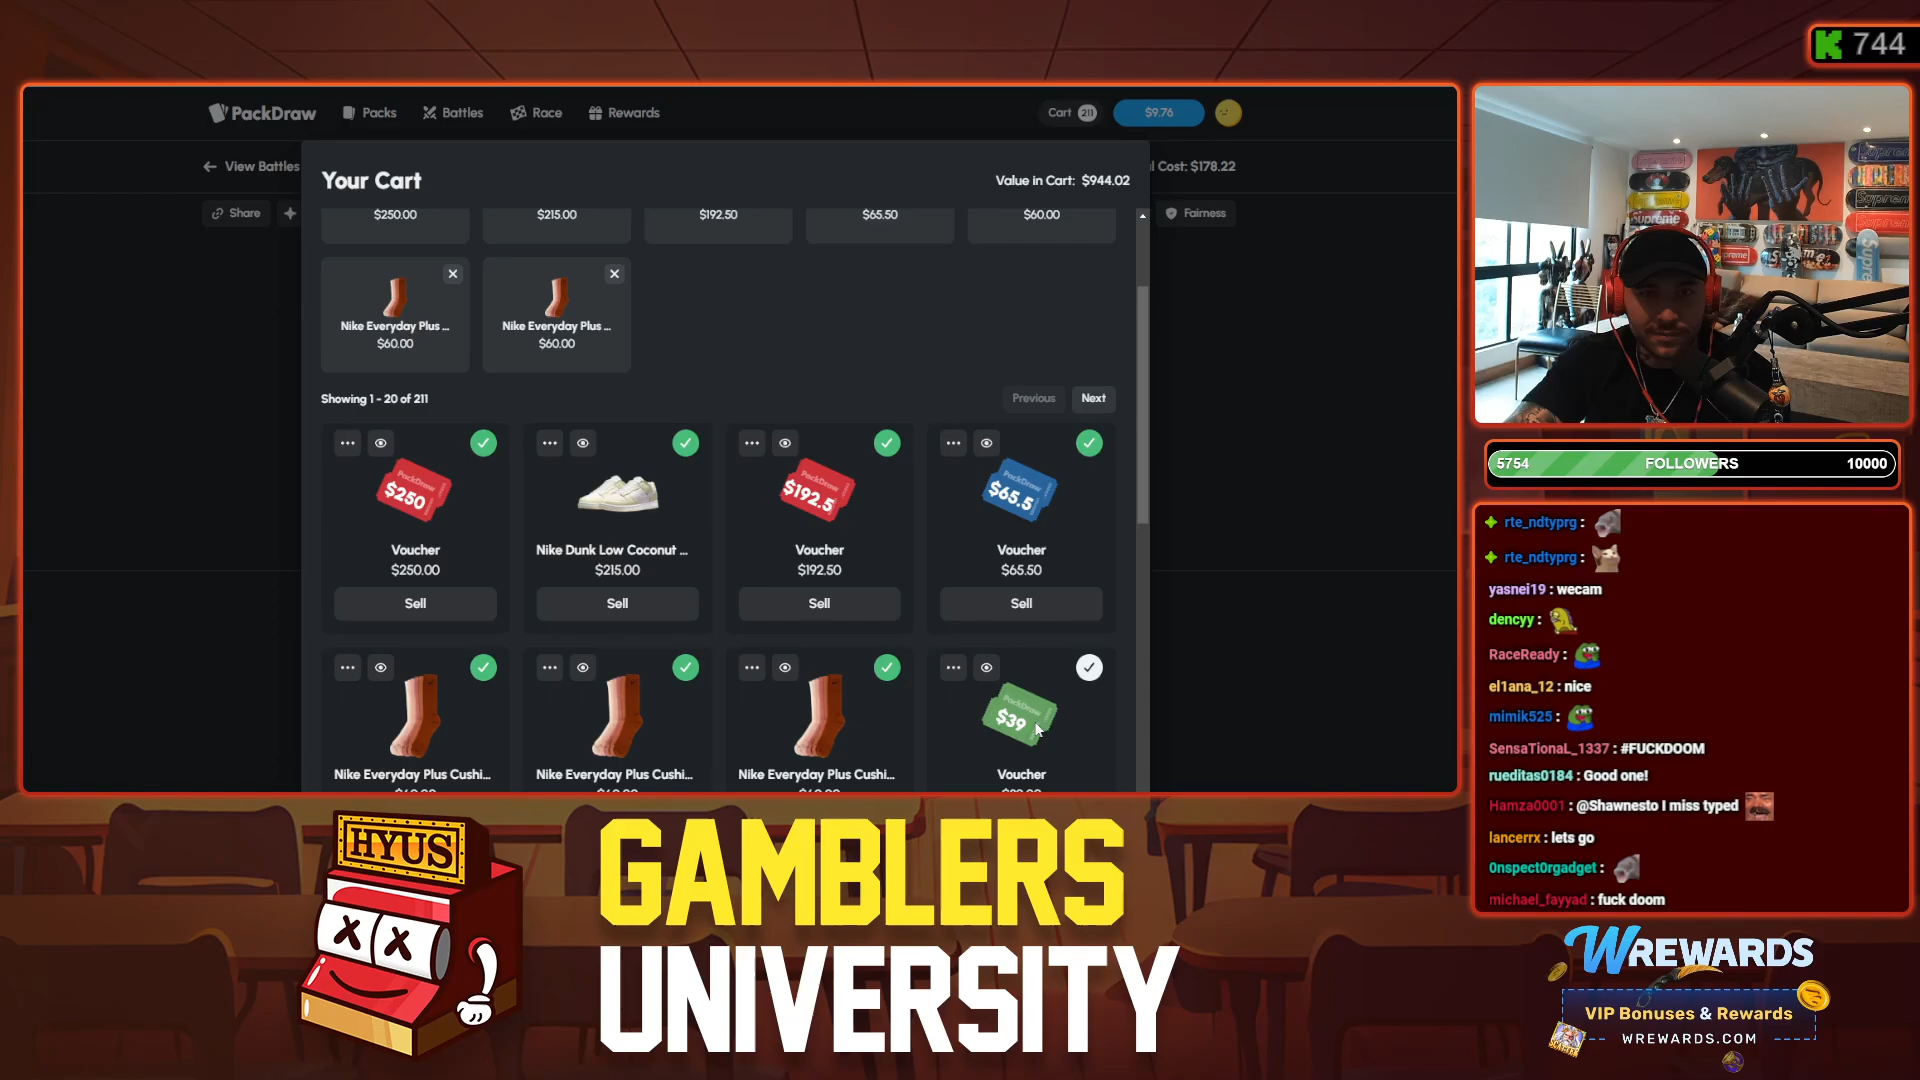 744
PackDraw
Packs
Battles
Race
Rewards
Cart 211
$9.76
View Battles
l Cost: $178.22
Share
Fairness
Your Cart
Value in Cart: $944.02
$250.00
$215.00
$192.50
$65.50
$60.00
Nike Everyday Plus ...
$60.00
Nike Everyday Plus ...
$60.00
Showing 1 - 20 of 211
Previous
Next
PackDraw
$250
Voucher
$250.00
Sell
Nike Dunk Low Coconut ...
$215.00
Sell
PackDraw
$192.5
Voucher
$192.50
Sell
PackDraw
$65.5
Voucher
$65.50
Sell
Nike Everyday Plus Cushi...
Nike Everyday Plus Cushi...
Nike Everyday Plus Cushi...
PackDraw
$39
Voucher
Supreme
5754
FOLLOWERS
10000
rte_ndtyprg :
rte_ndtyprg :
yasnei19 : wecam
dencyy :
RaceReady :
el1ana_12 : nice
mimik525 :
SensaTionaL_1337 : #FUCKDOOM
rueditas0184 : Good one!
Hamza0001 : @Shawnesto I miss typed
lancerrx : lets go
0nspect0rgadget :
michael_fayyad : fuck doom
HYUS
GAMBLERS
UNIVERSITY
WREWARDS
VIP Bonuses & Rewards
WREWARDS.COM